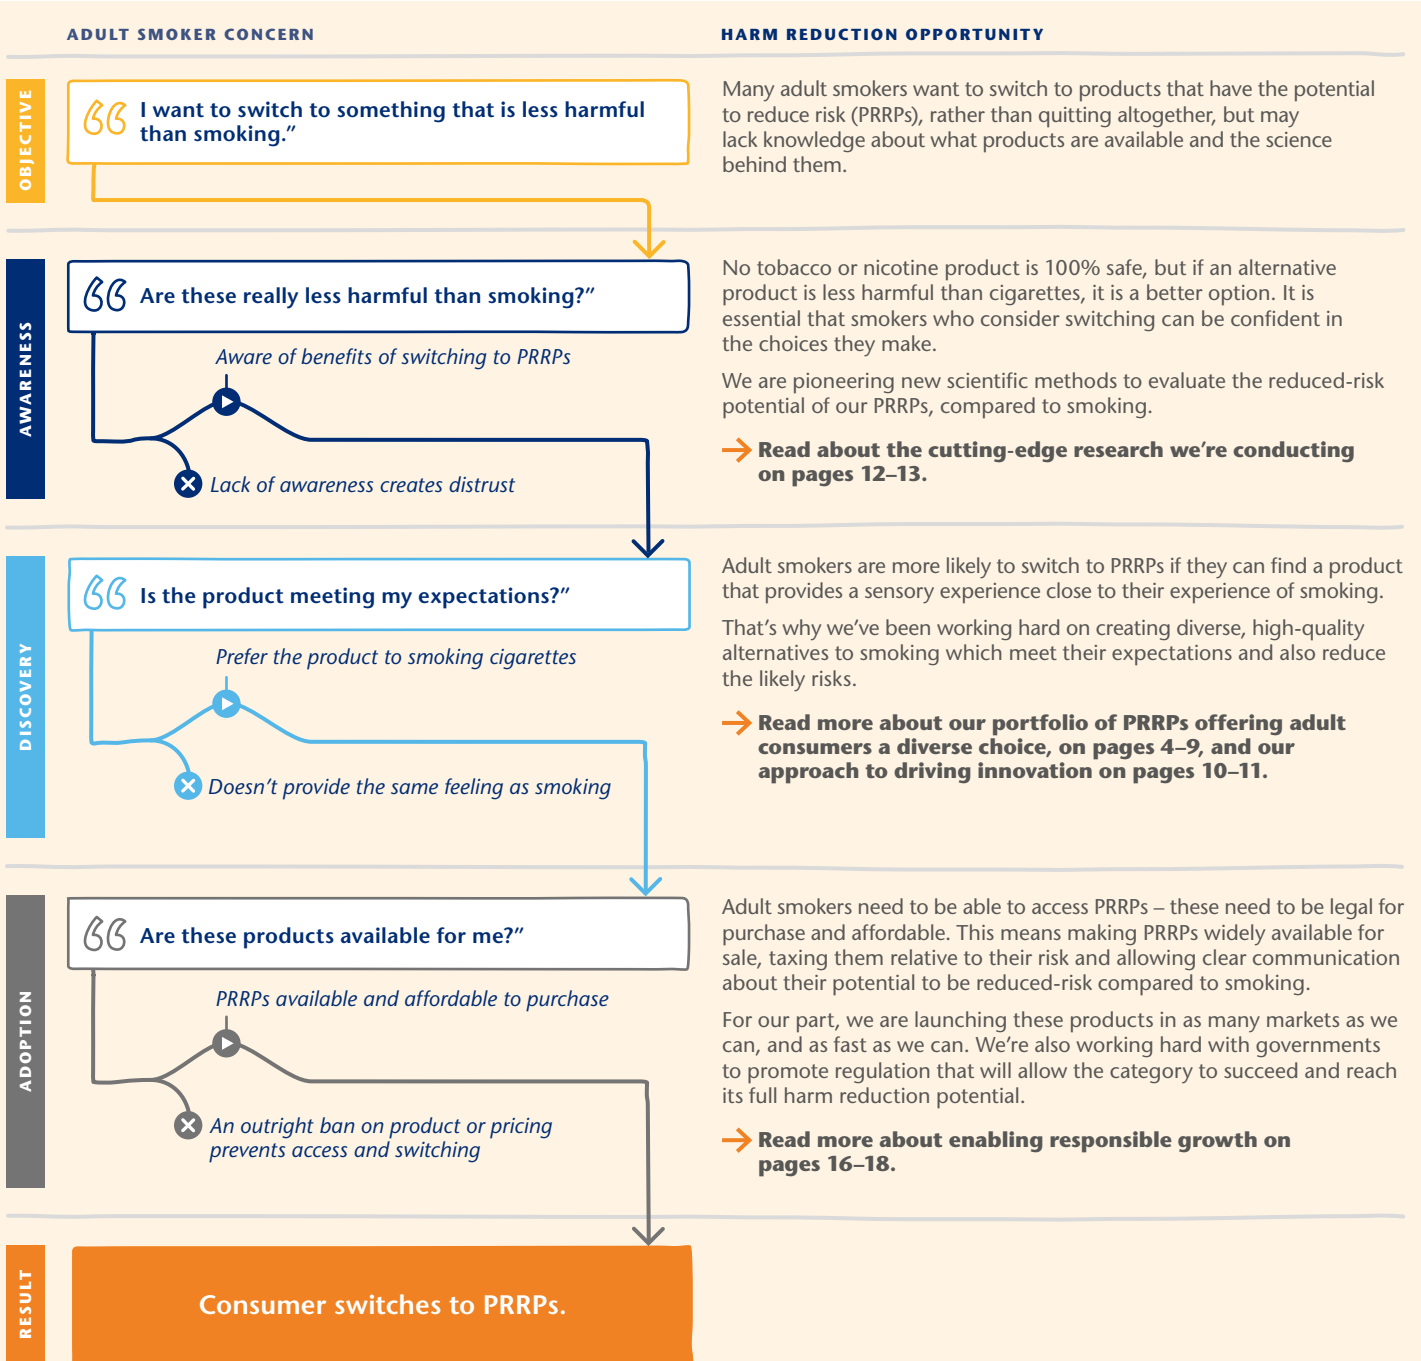 ADULT SMOKER CONCERN
HARM REDUCTION OPPORTUNITY
OBJECTIVE
I want to switch to something that is less harmful
than smoking.”
Many adult smokers want to switch to products that have the potential
to reduce risk (PRRPs), rather than quitting altogether, but may
lack knowledge about what products are available and the science
behind them.
AWARENESS
Are these really less harmful than smoking?”
Aware of benefits of switching to PRRPs
Lack of awareness creates distrust
No tobacco or nicotine product is 100% safe, but if an alternative
product is less harmful than cigarettes, it is a better option. It is
essential that smokers who consider switching can be confident in
the choices they make.
We are pioneering new scientific methods to evaluate the reduced-risk
potential of our PRRPs, compared to smoking.
Read about the cutting-edge research we’re conducting
on pages 12–13.
DISCOVERY
Is the product meeting my expectations?”
Prefer the product to smoking cigarettes
Doesn’t provide the same feeling as smoking
Adult smokers are more likely to switch to PRRPs if they can find a product
that provides a sensory experience close to their experience of smoking.
That’s why we’ve been working hard on creating diverse, high-quality
alternatives to smoking which meet their expectations and also reduce
the likely risks.
Read more about our portfolio of PRRPs offering adult
consumers a diverse choice, on pages 4–9, and our
approach to driving innovation on pages 10–11.
ADOPTION
Are these products available for me?”
PRRPs available and affordable to purchase
An outright ban on product or pricing
prevents access and switching
Adult smokers need to be able to access PRRPs – these need to be legal for
purchase and affordable. This means making PRRPs widely available for
sale, taxing them relative to their risk and allowing clear communication
about their potential to be reduced-risk compared to smoking.
For our part, we are launching these products in as many markets as we
can, and as fast as we can. We’re also working hard with governments
to promote regulation that will allow the category to succeed and reach
its full harm reduction potential.
Read more about enabling responsible growth on
pages 16–18.
RESULT
Consumer switches to PRRPs.